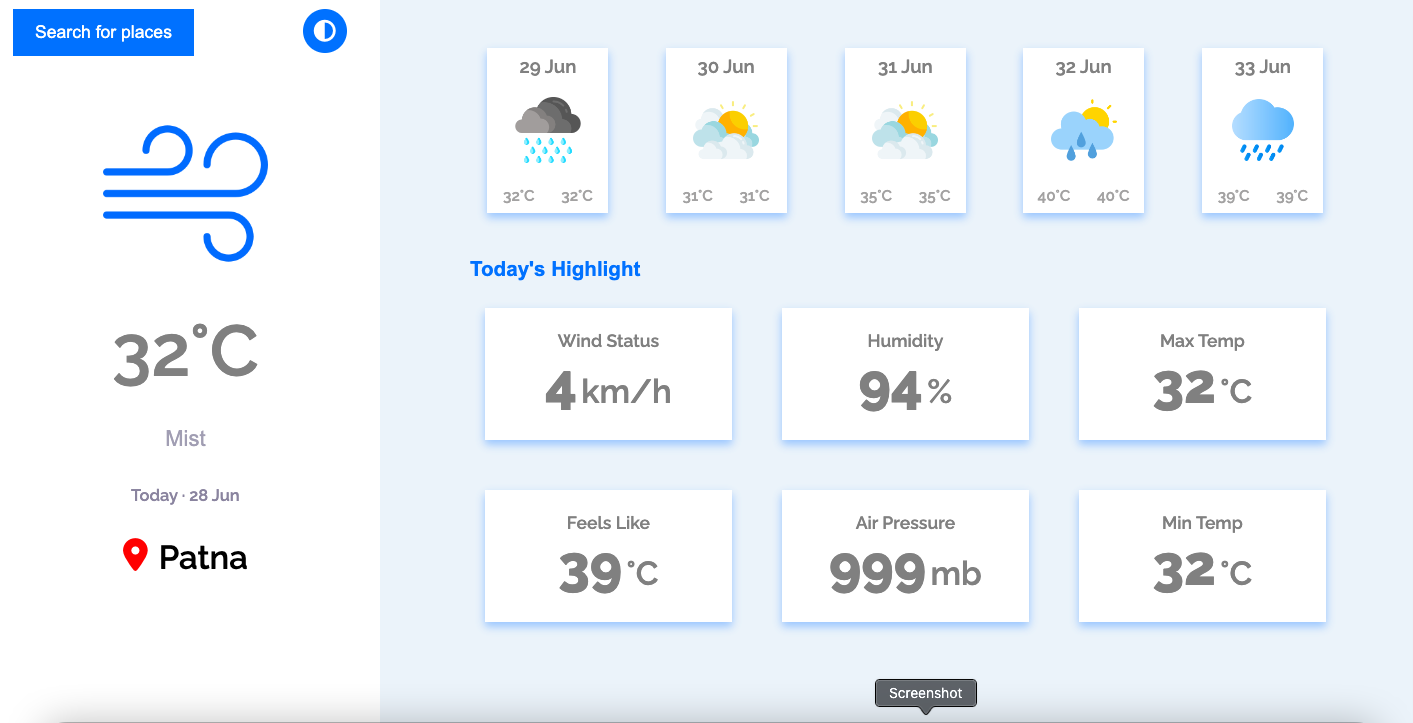 Search for places
32°C
Mist
Today · 28 Jun
Patna
29 Jun
32°C 32°C
30 Jun
31°C 31°C
31 Jun
35°C 35°C
32 Jun
40°C 40°C
33 Jun
39°C 39°C
Today's Highlight
Wind Status
4 km/h
Humidity
94 %
Max Temp
32 °C
Feels Like
39 °C
Air Pressure
999 mb
Min Temp
32 °C
Screenshot